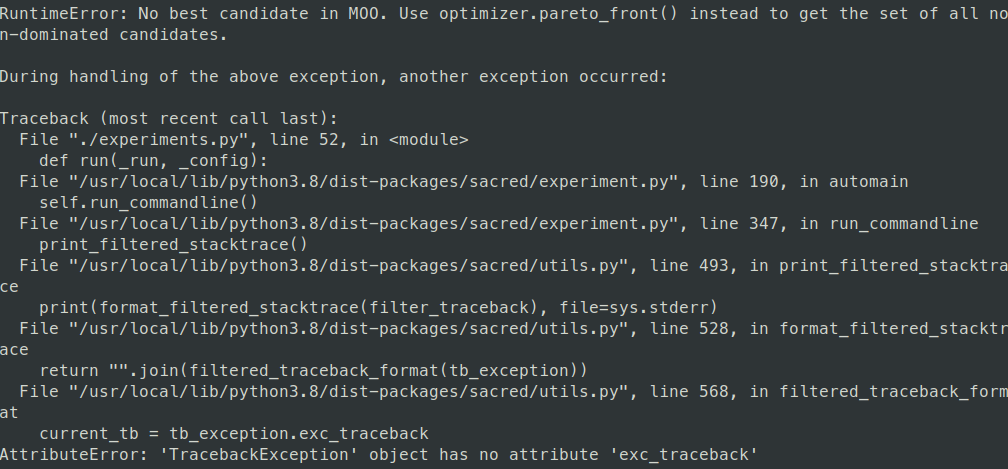 RuntimeError: No best candidate in MOO. Use optimizer.pareto_front() instead to get the set of all no
n-dominated candidates.

During handling of the above exception, another exception occurred:

Traceback (most recent call last):
  File "./experiments.py", line 52, in <module>
    def run(_run, _config):
  File "/usr/local/lib/python3.8/dist-packages/sacred/experiment.py", line 190, in automain
    self.run_commandline()
  File "/usr/local/lib/python3.8/dist-packages/sacred/experiment.py", line 347, in run_commandline
    print_filtered_stacktrace()
  File "/usr/local/lib/python3.8/dist-packages/sacred/utils.py", line 493, in print_filtered_stacktra
ce
    print(format_filtered_stacktrace(filter_traceback), file=sys.stderr)
  File "/usr/local/lib/python3.8/dist-packages/sacred/utils.py", line 528, in format_filtered_stacktr
ace
    return "".join(filtered_traceback_format(tb_exception))
  File "/usr/local/lib/python3.8/dist-packages/sacred/utils.py", line 568, in filtered_traceback_form
at
    current_tb = tb_exception.exc_traceback
AttributeError: 'TracebackException' object has no attribute 'exc_traceback'